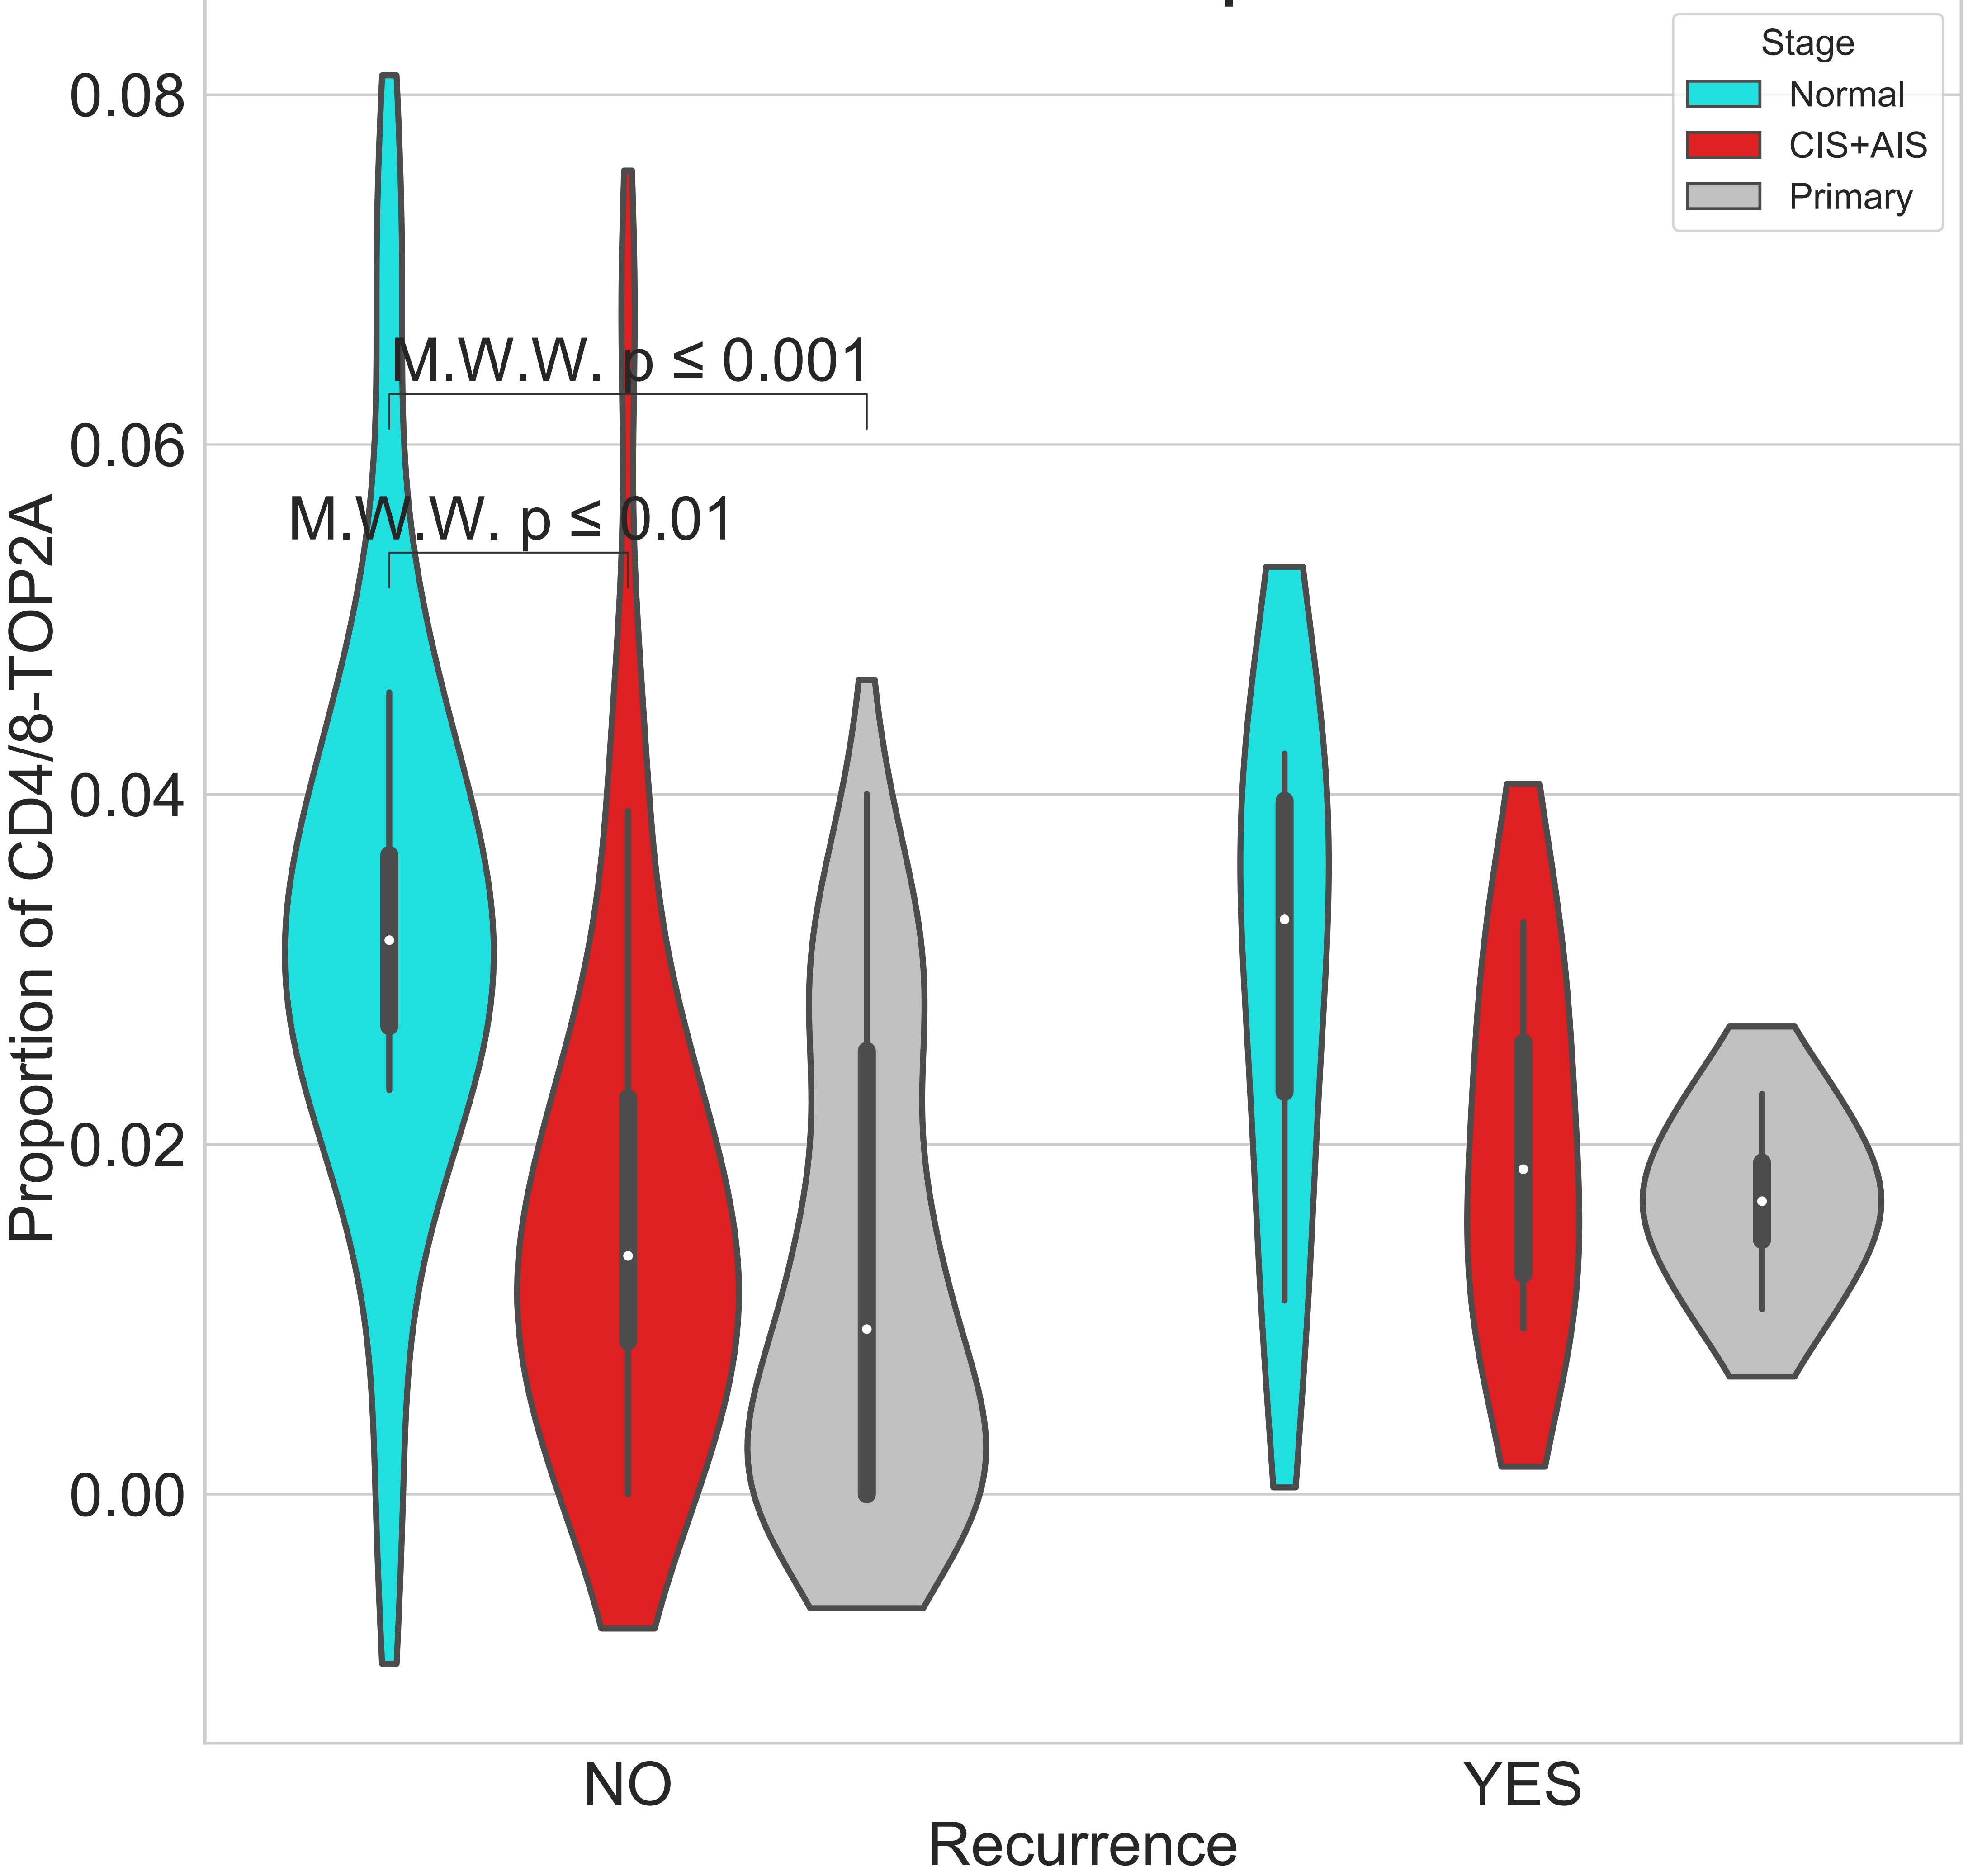 Stage
Normal
CIS+AIS
Primary
0.08
0.06
0.04
0.02
0.00
Proportion of CD4/8-TOP2A
M.W.W. p ≤ 0.001
M.W.W. p ≤ 0.01
NO
YES
Recurrence